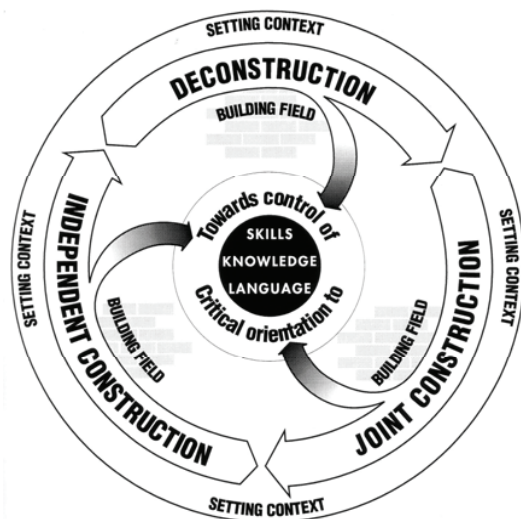 SETTING CONTEXT
DECONSTRUCTION
BUILDING FIELD
Towards control of
SKILLS
KNOWLEDGE
LANGUAGE
Critical orientation to
SETTING CONTEXT
INDEPENDENT CONSTRUCTION
BUILDING FIELD
SETTING CONTEXT
JOINT CONSTRUCTION
BUILDING FIELD
SETTING CONTEXT